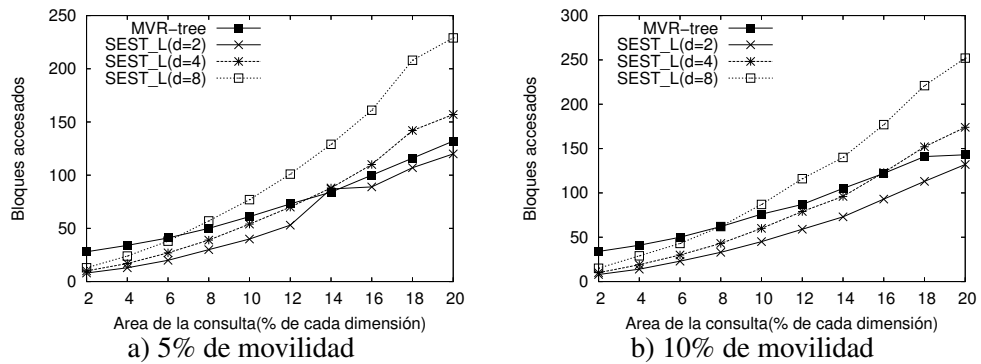 250
200
150
100
50
0
Bloques accesados
MVR−tree
SEST_L(d=2)
SEST_L(d=4)
SEST_L(d=8)
2 4 6 8 10 12 14 16 18 20
Area de la consulta(% de cada dimensión)
a) 5% de movilidad
300
250
200
150
100
50
0
Bloques accesados
MVR−tree
SEST_L(d=2)
SEST_L(d=4)
SEST_L(d=8)
2 4 6 8 10 12 14 16 18 20
Area de la consulta(% de cada dimensión)
b) 10% de movilidad